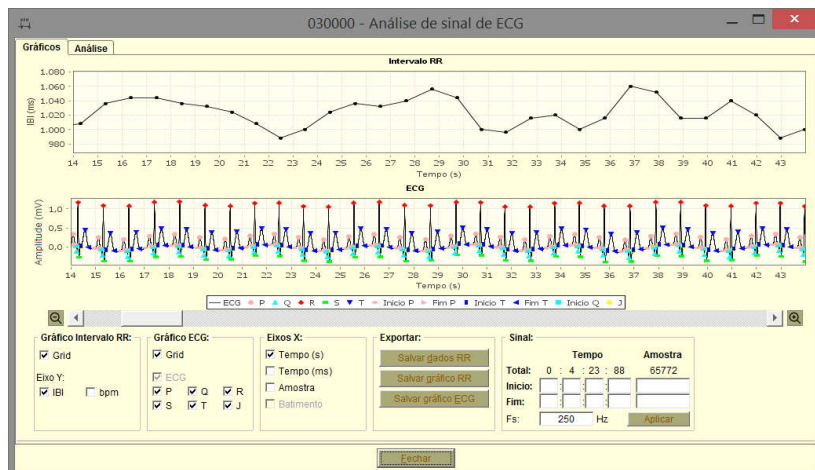 030000 - Análise de sinal de ECG
Gráficos Análise
Intervalo RR
1.080
1.060
1.040
1.020
1.000
980
IBI (ms)
14 15 16 17 18 19 20 21 22 23 24 25 26 27 28 29 30 31 32 33 34 35 36 37 38 39 40 41 42 43
Tempo (s)
ECG
1,0
0,5
0,0
Amplitude (mV)
14 15 16 17 18 19 20 21 22 23 24 25 26 27 28 29 30 31 32 33 34 35 36 37 38 39 40 41 42 43
Tempo (s)
ECG P Q R S T Inicio P Fim P Inicio T Fim T Inicio Q J
Gráfico Intervalo RR:
Grid
Eixo Y:
IBI bpm
Gráfico ECG:
Grid
ECG
P Q R
S T J
Eixos X:
Tempo (s)
Tempo (ms)
Amostra
Batimento
Exportar:
Salvar dados RR
Salvar gráfico RR
Salvar gráfico ECG
Sinal:
Tempo Amostra
Total: 0 : 4 : 23 : 88 65772
Inicio: : : :
Fim: : : :
Fs: 250 Hz Aplicar
Fechar